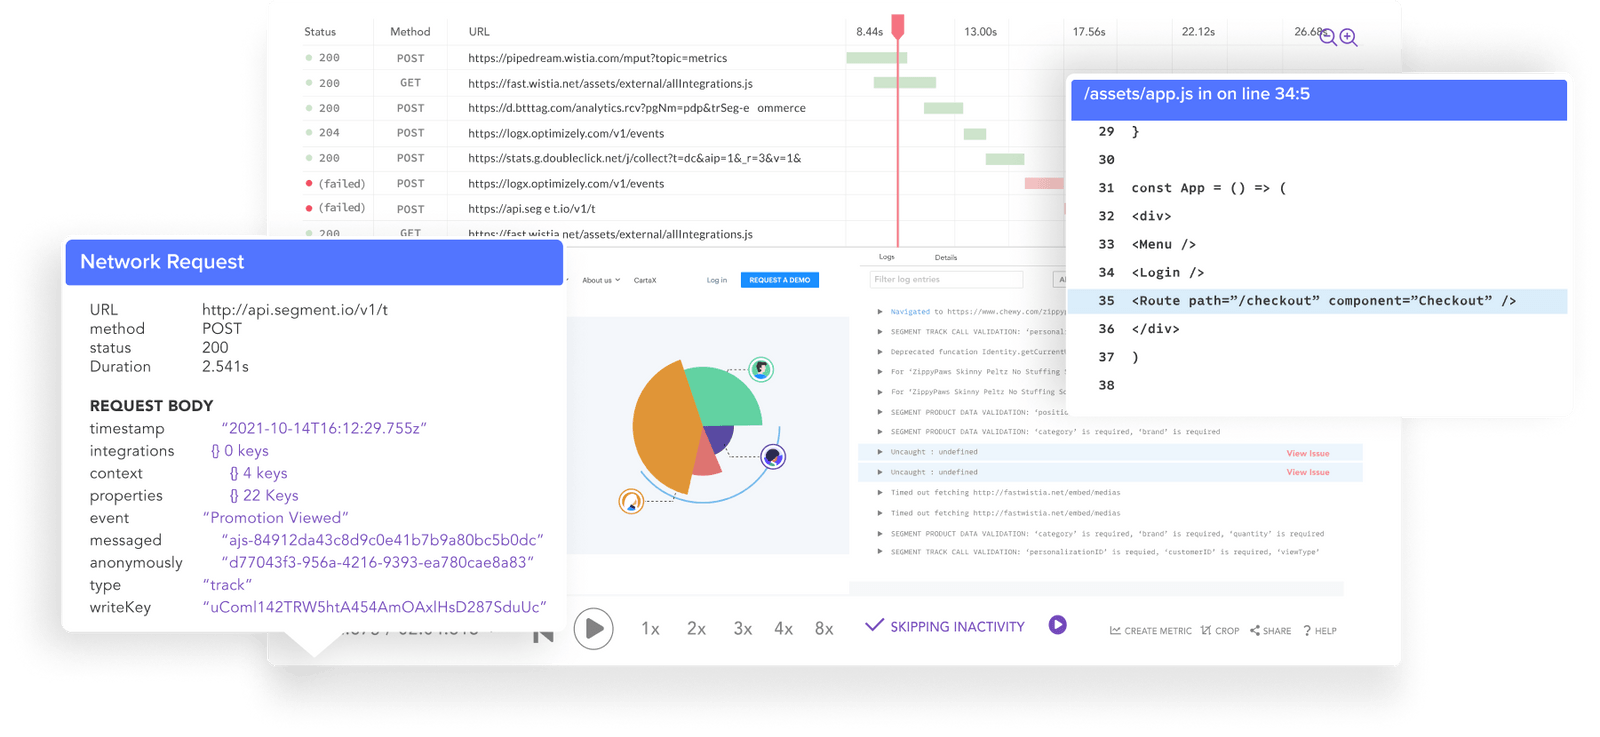 Status Method URL 8.44s 13.00s 17.56s 22.12s 26.68s
200 POST https://pipedream.wistia.com/mput?topic=metrics
200 GET https://fast.wistia.net/assets/external/allIntegrations.js
200 POST https://d.btttag.com/analytics.rcv?pgNm=pdp&trSeg-e ommerce
204 POST https://logx.optimizely.com/v1/events
200 POST https://stats.g.doubleclick.net/j/collect?t=dc&aip=1&_r=3&v=1&
(failed) POST https://logx.optimizely.com/v1/events
(failed) POST https://api.seg e t.io/v1/t
200 GET https://fast.wistia.net/assets/external/allIntegrations.js
/assets/app.js in on line 34:5
29 }
30
31 const App = () => (
32 <div>
33 <Menu />
34 <Login />
35 <Route path=”/checkout” component=”Checkout” />
36 </div>
37 )
38
Network Request
URL http://api.segment.io/v1/t
method POST
status 200
Duration 2.541s
REQUEST BODY
timestamp “2021-10-14T16:12:29.755z”
integrations {} 0 keys
context {} 4 keys
properties {} 22 Keys
event “Promotion Viewed”
messaged “ajs-84912da43c8d9c0e41b7b9a80bc5b0dc”
anonymously “d77043f3-956a-4216-9393-ea780cae8a83”
type “track“
writeKey “uComl142TRW5htA454AmOAxlHsD287SduUc”
About us CartaX Log in REQUEST A DEMO
Logs Details
Filter log entries
Navigated to https://www.chewy.com/zippyp
SEGMENT TRACK CALL VALIDATION: ‘personali
Deprecated funcation Identity.getCurrent
For ‘ZippyPaws Skinny Peltz No Stuffing S
For ‘ZippyPaws Skinny Peltz No Stuffing S
SEGMENT PRODUCT DATA VALIDATION: ‘positio
SEGMENT PRODUCT DATA VALIDATION: ‘category’ is required, ‘brand’ is required
Uncaught : undefined View Issue
Uncaught : undefined View Issue
Timed out fetching http://fastwistia.net/embed/medias
Timed out fetching http://fastwistia.net/embed/medias
SEGMENT PRODUCT DATA VALIDATION: ‘category’ is required, ‘brand’ is required, ‘quantity’ is required
SEGMENT TRACK CALL VALIDATION: ‘personalizationID’ is requied, ‘customerID’ is required, ‘viewType’
1x 2x 3x 4x 8x SKIPPING INACTIVITY CREATE METRIC CROP SHARE ? HELP